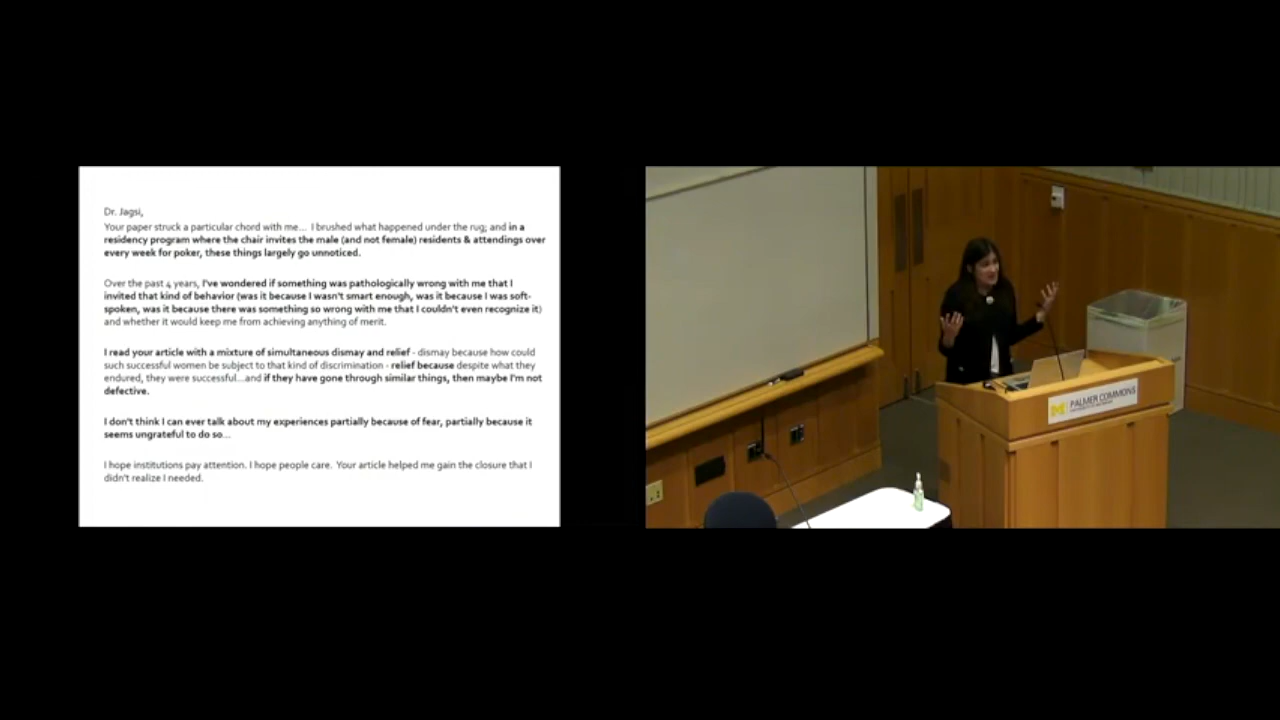 Dr. Jagsi,
Your paper struck a particular chord with me... I brushed what happened under the rug; and in a
residency program where the chair invites the male (and not female) residents & attendings over
every week for poker, these things largely go unnoticed.
Over the past 4 years, I've wondered if something was pathologically wrong with me that I
invited that kind of behavior (was it because I wasn't smart enough, was it because I was soft-
spoken, was it because there was something so wrong with me that I couldn't even recognize it)
and whether it would keep me from achieving anything of merit.
I read your article with a mixture of simultaneous dismay and relief - dismay because how could
such successful women be subject to that kind of discrimination - relief because despite what they
endured, they were successful...and if they have gone through similar things, then maybe I'm not
defective.
I don't think I can ever talk about my experiences partially because of fear, partially because it
seems ungrateful to do so...
I hope institutions pay attention. I hope people care. Your article helped me gain the closure that I
didn't realize I needed.
M PALMER COMMONS